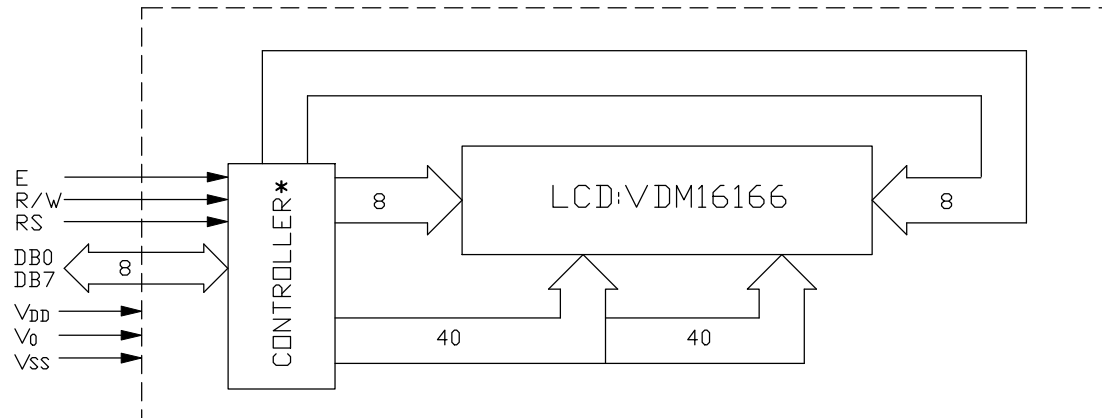 E
R/W
RS
DB0
DB7
8
VDD
V0
VSS
CONTROLLER*
8
LCD:VDM16166
8
40
40